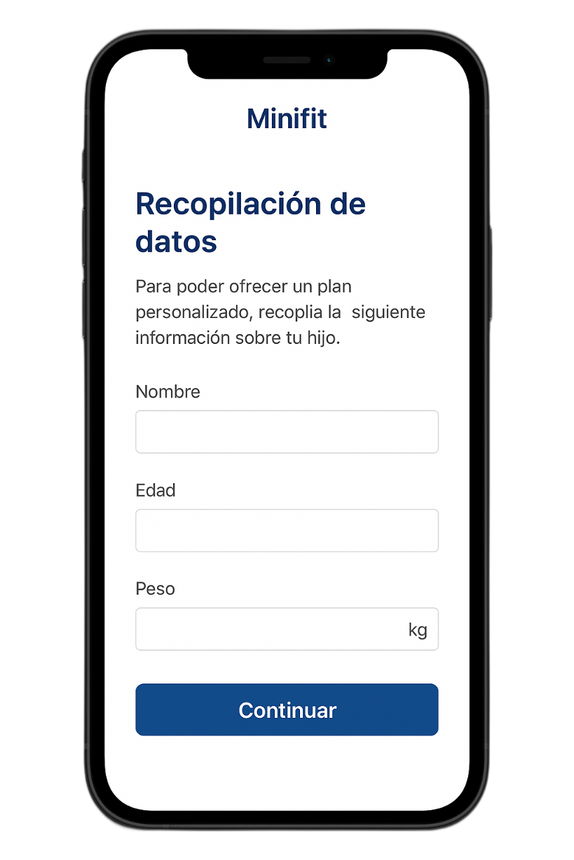 Minifit
Recopilación de
datos
Para poder ofrecer un plan
personalizado, recoplia la  siguiente
información sobre tu hijo.
Nombre
Edad
Peso
kg
Continuar